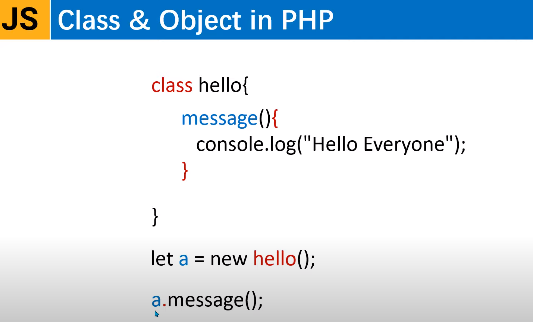 JS Class & Object in PHP
class hello{
message(){
console.log("Hello Everyone");
}
}
let a = new hello();
a.message();